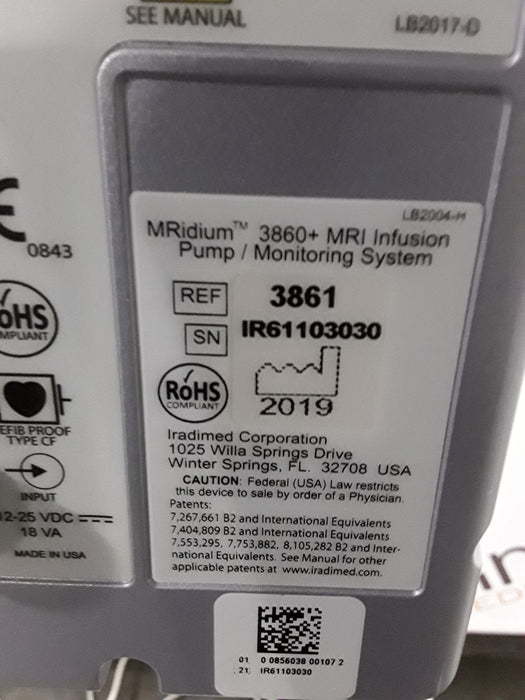 SEE MANUAL
LB2017-D
0843
RoHS
MPLIANT
EFIB PROOF
TYPE CF
INPUT
12-25 VDC
18 VA
MADE IN USA
LB2004-H
MRidium™ 3860+ MRI Infusion
Pump / Monitoring System
REF 3861
SN IR61103030
RoHS
COMPLIANT
2019
Iradimed Corporation
1025 Willa Springs Drive
Winter Springs, FL. 32708 USA
CAUTION: Federal (USA) Law restricts
this device to sale by order of a Physician.
Patents:
7,267,661 B2 and International Equivalents
7,404,809 B2 and International Equivalents
7,553,295, 7,753,882, 8,105,282 B2 and Inter-
national Equivalents. See Manual for other
applicable patents at www.iradimed.com.
01 0 0856038 00107 2
21 IR61103030